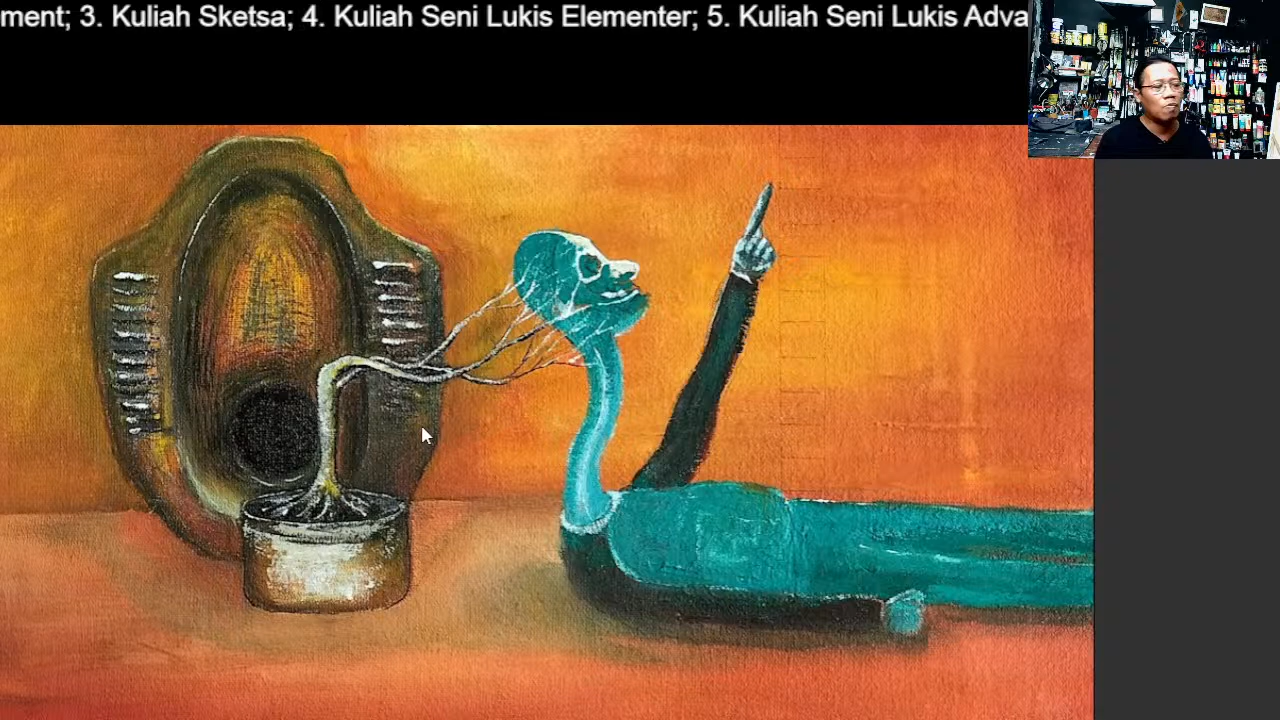 ment; 3. Kuliah Sketsa; 4. Kuliah Seni Lukis Elementer; 5. Kuliah Seni Lukis Adva